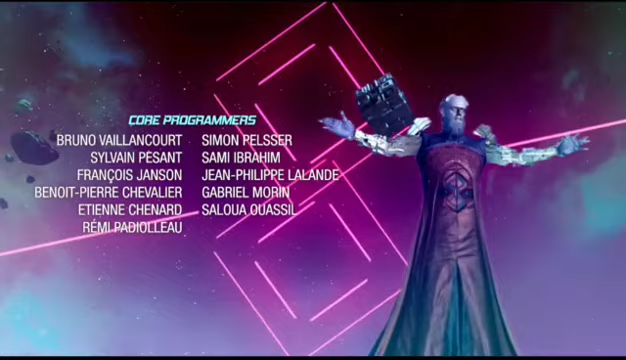 CORE PROGRAMMERS
BRUNO VAILLANCOURT SIMON PELSSER
SYLVAIN PESANT SAMI IBRAHIM
FRANÇOIS JANSON JEAN-PHILIPPE LALANDE
BENOIT-PIERRE CHEVALIER GABRIEL MORIN
ETIENNE CHENARD SALOUA OUASSIL
RÉMI PADIOLLEAU